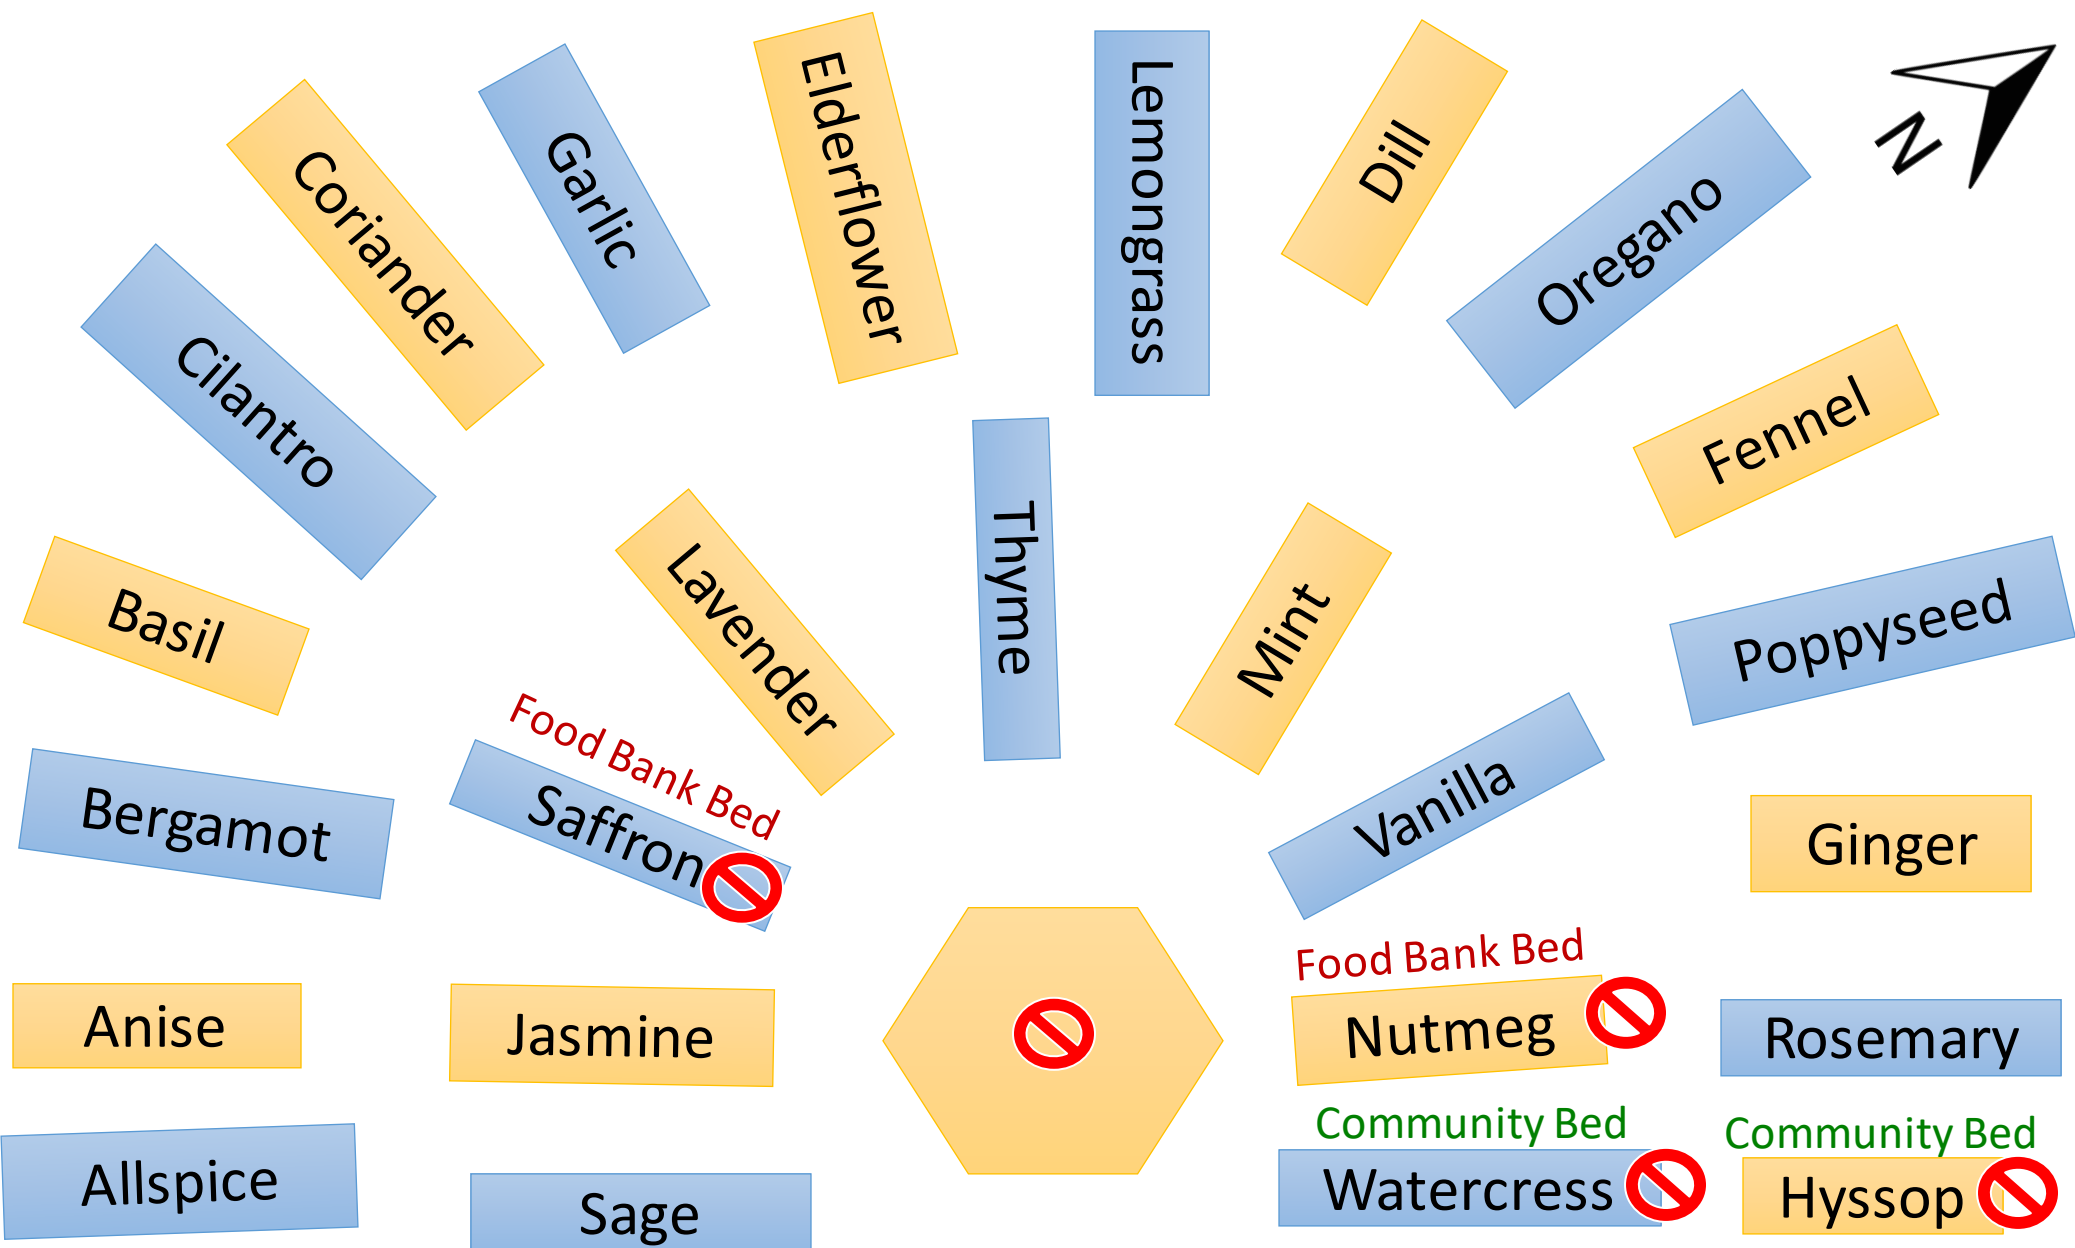 Coriander
Garlic
Elderflower
Lemongrass
Dill
Oregano
N
Cilantro
Fennel
Basil
Lavender
Thyme
Mint
Poppyseed
Bergamot
Food Bank Bed
Saffron
Vanilla
Ginger
Anise
Jasmine
Food Bank Bed
Nutmeg
Rosemary
Allspice
Sage
Community Bed
Watercress
Community Bed
Hyssop